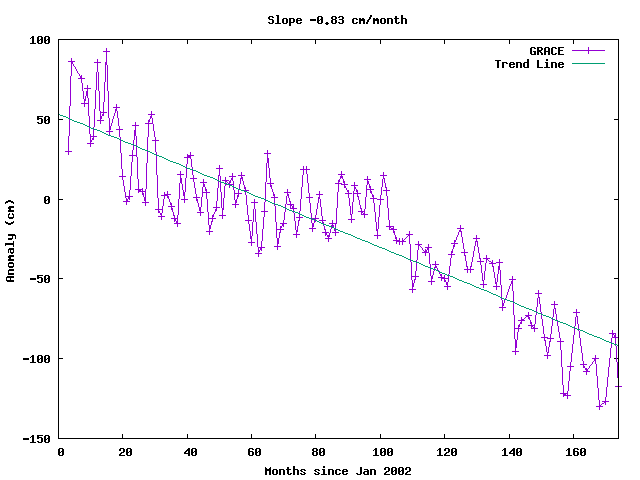 Slope -0.83 cm/month
GRACE
Trend Line
100
50
0
-50
-100
-150
Anomaly (cm)
0 20 40 60 80 100 120 140 160
Months since Jan 2002